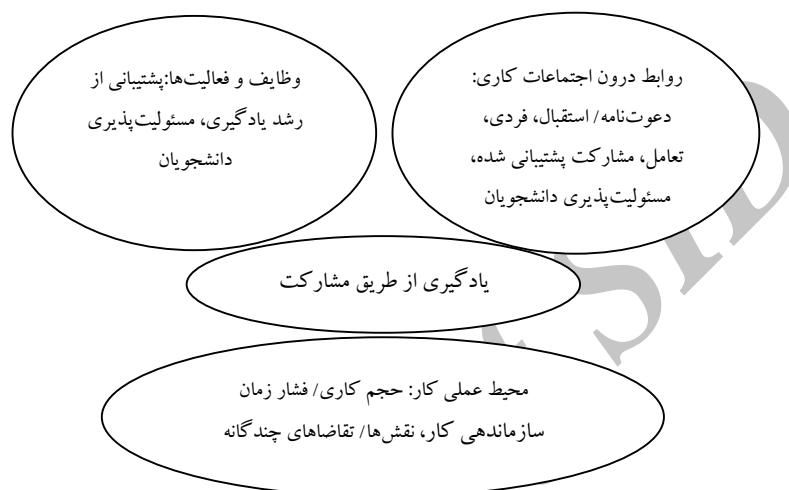 روابط درون اجتماعات کاری:
دعوت‌نامه/ استقبال، فردی،
تعامل، مشارکت پشتیبانی شده،
مسئولیت‌پذیری دانشجویان
وظایف و فعالیت‌ها:پشتیبانی از
رشد یادگیری، مسئولیت‌پذیری
دانشجویان
یادگیری از طریق مشارکت
محیط عملی کار: حجم کاری/ فشار زمان
سازماندهی کار، نقش‌ها/ تقاضاهای چندگانه
SID